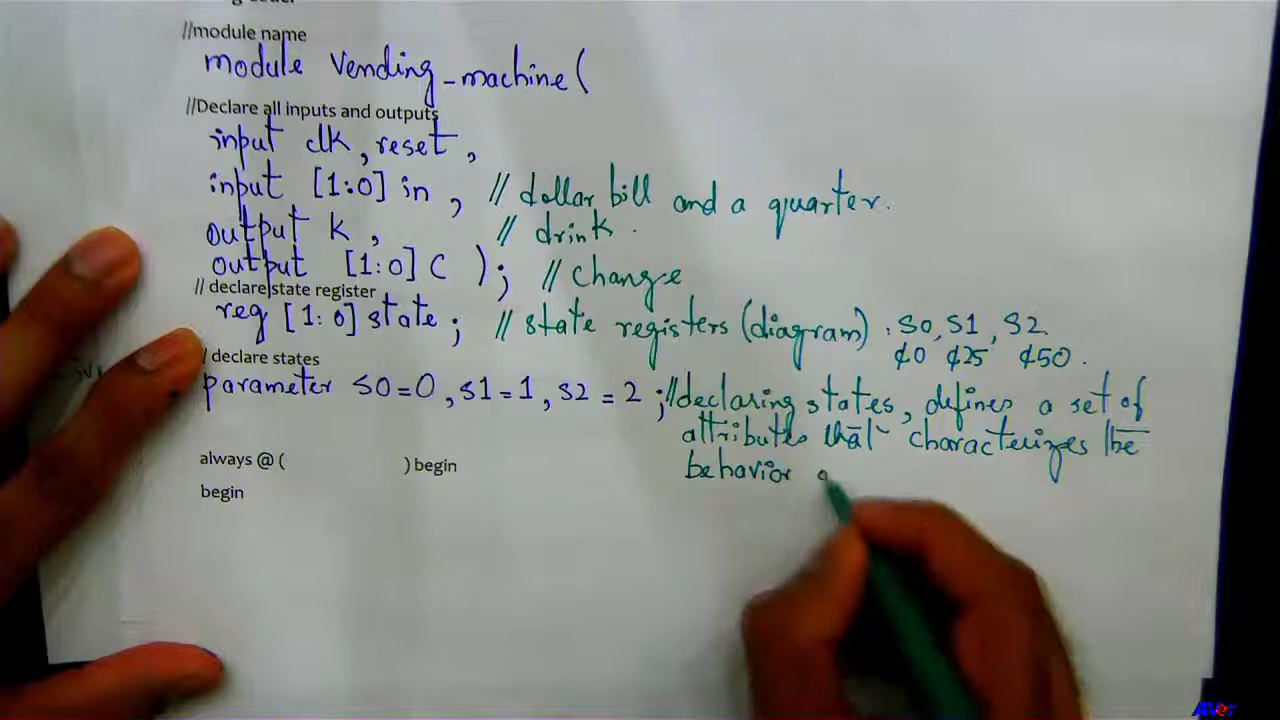 //module name
module Vending_machine(
//Declare all inputs and outputs
input clk, reset,
input [1:0] in, // dollar bill and a quarter.
output k, // drink.
output [1:0] C ); // change
// declare state register
reg [1:0] state; // state registers (diagram) : S0, S1, S2
¢0 ¢25 ¢50.
/ declare states
parameter S0=0, S1=1, S2=2; //declaring states, defines a set of
attributes that characterizes the
behavior
always @ ( ) begin
begin
AVer